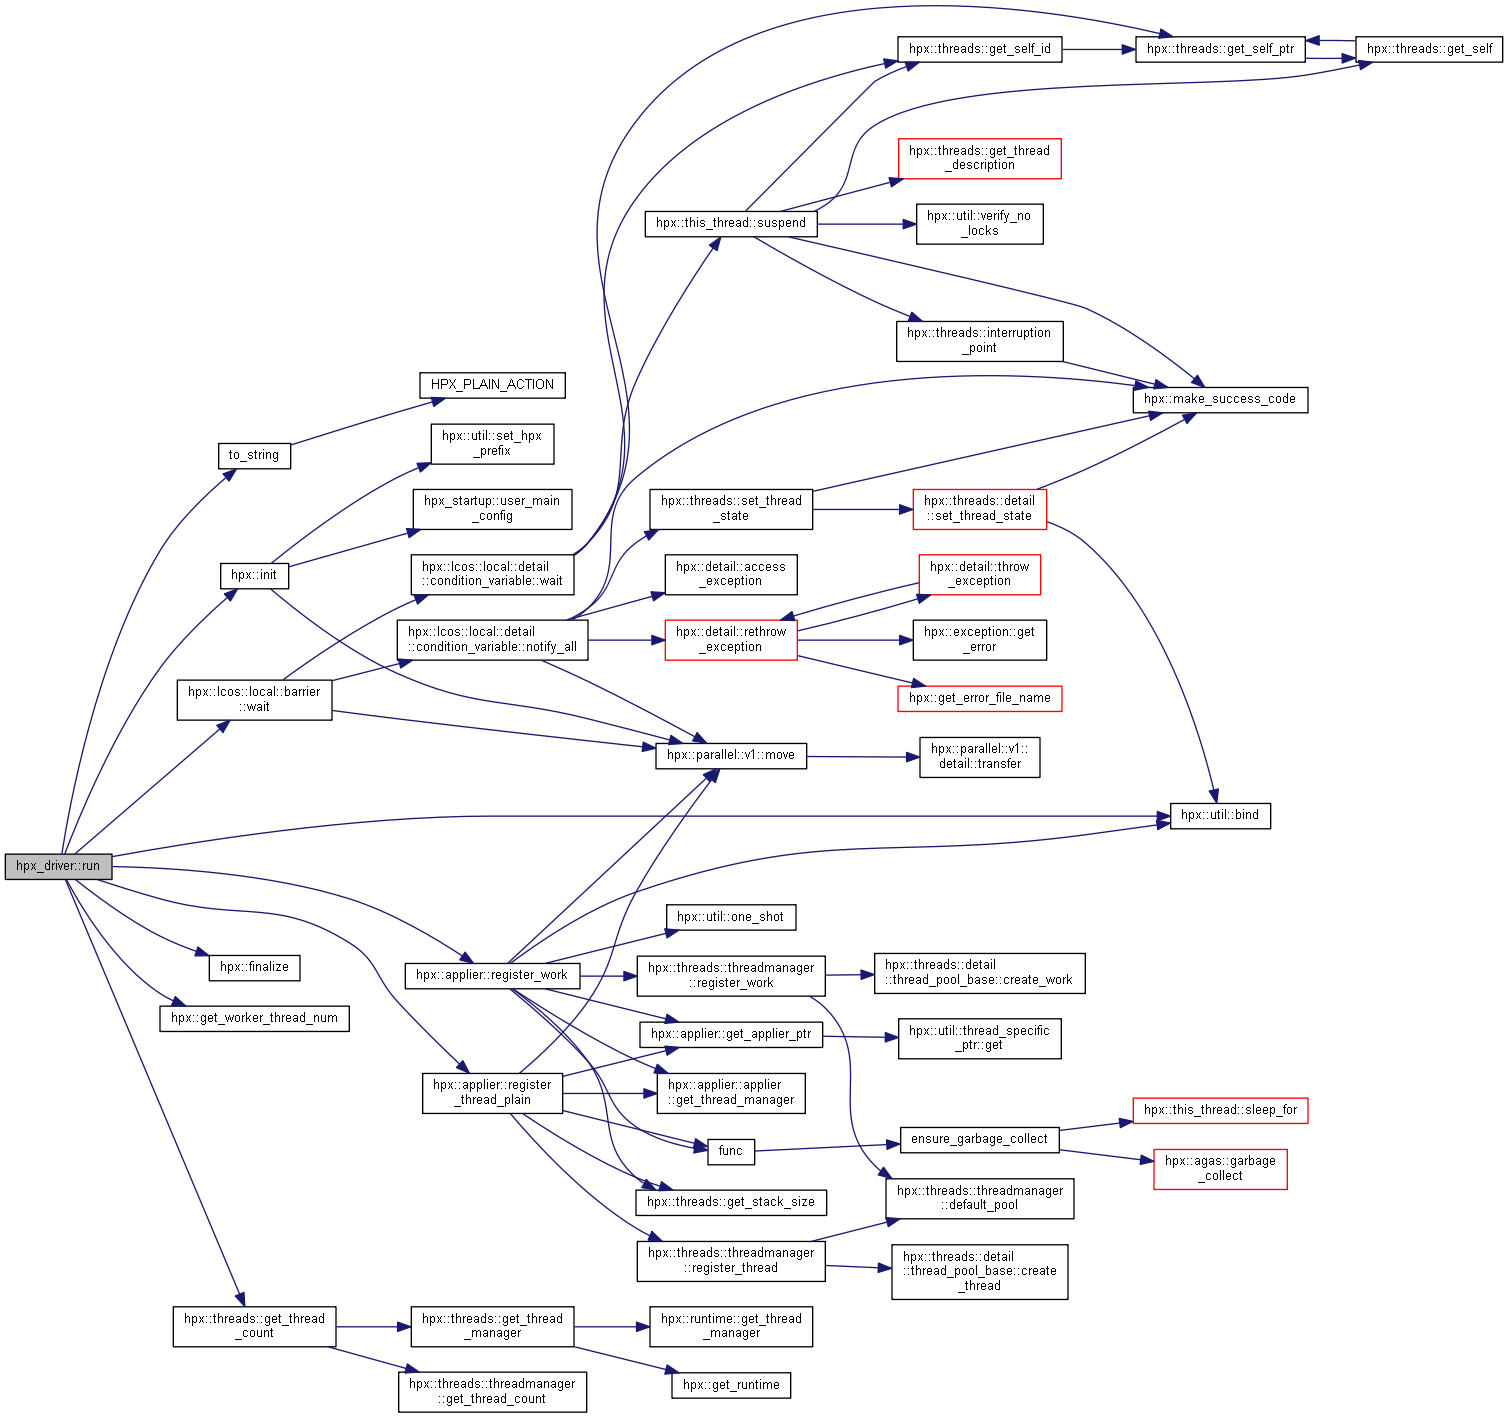 hpx::threads::get_self_id
hpx::threads::get_self_ptr
hpx::threads::get_self
hpx::threads::get_thread
_description
hpx::this_thread::suspend
hpx::util::verify_no
_locks
hpx::threads::interruption
_point
HPX_PLAIN_ACTION
hpx::make_success_code
to_string
hpx::util::set_hpx
_prefix
hpx_startup::user_main
_config
hpx::threads::set_thread
_state
hpx::threads::detail
::set_thread_state
hpx::init
hpx::lcos::local::detail
::condition_variable::wait
hpx::detail::access
_exception
hpx::detail::throw
_exception
hpx::lcos::local::detail
::condition_variable::notify_all
hpx::detail::rethrow
_exception
hpx::exception::get
_error
hpx::lcos::local::barrier
::wait
hpx::get_error_file_name
hpx::parallel::v1::move
hpx::parallel::v1::
detail::transfer
hpx::util::bind
hpx_driver::run
hpx::util::one_shot
hpx::finalize
hpx::applier::register_work
hpx::threads::threadmanager
::register_work
hpx::threads::detail
::thread_pool_base::create_work
hpx::get_worker_thread_num
hpx::applier::get_applier_ptr
hpx::util::thread_specific
_ptr::get
hpx::applier::register
_thread_plain
hpx::applier::applier
::get_thread_manager
hpx::this_thread::sleep_for
func
ensure_garbage_collect
hpx::agas::garbage
_collect
hpx::threads::get_stack_size
hpx::threads::threadmanager
::default_pool
hpx::threads::threadmanager
::register_thread
hpx::threads::detail
::thread_pool_base::create
_thread
hpx::threads::get_thread
_count
hpx::threads::get_thread
_manager
hpx::runtime::get_thread
_manager
hpx::threads::threadmanager
::get_thread_count
hpx::get_runtime